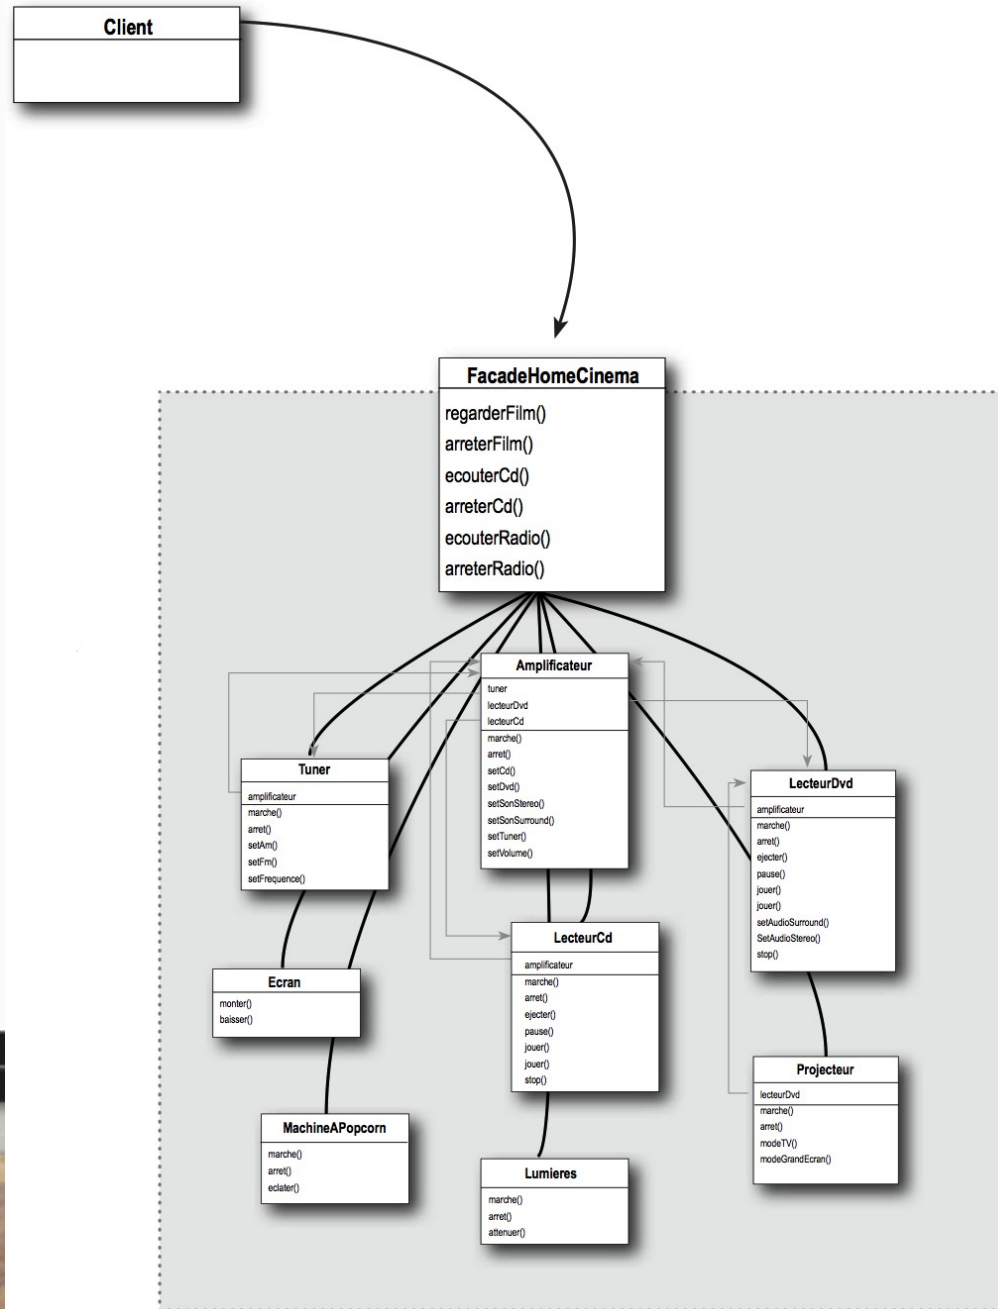 Client
FacadeHomeCinema
regarderFilm()
arreterFilm()
ecouterCd()
arreterCd()
ecouterRadio()
arreterRadio()
Amplificateur
tuner
lecteurDvd
lecteurCd
marche()
arret()
setCd()
setDvd()
setSonStereo()
setSonSurround()
setTuner()
setVolume()
Tuner
amplificateur
marche()
arret()
setAm()
setFm()
setFrequence()
LecteurDvd
amplificateur
marche()
arret()
ejecter()
pause()
jouer()
jouer()
setAudioSurround()
SetAudioStereo()
stop()
LecteurCd
amplificateur
marche()
arret()
ejecter()
pause()
jouer()
jouer()
stop()
Ecran
monter()
baisser()
Projecteur
lecteurDvd
marche()
arret()
modeTV()
modeGrandEcran()
MachineAPopcorn
marche()
arret()
eclater()
Lumieres
marche()
arret()
attenuer()